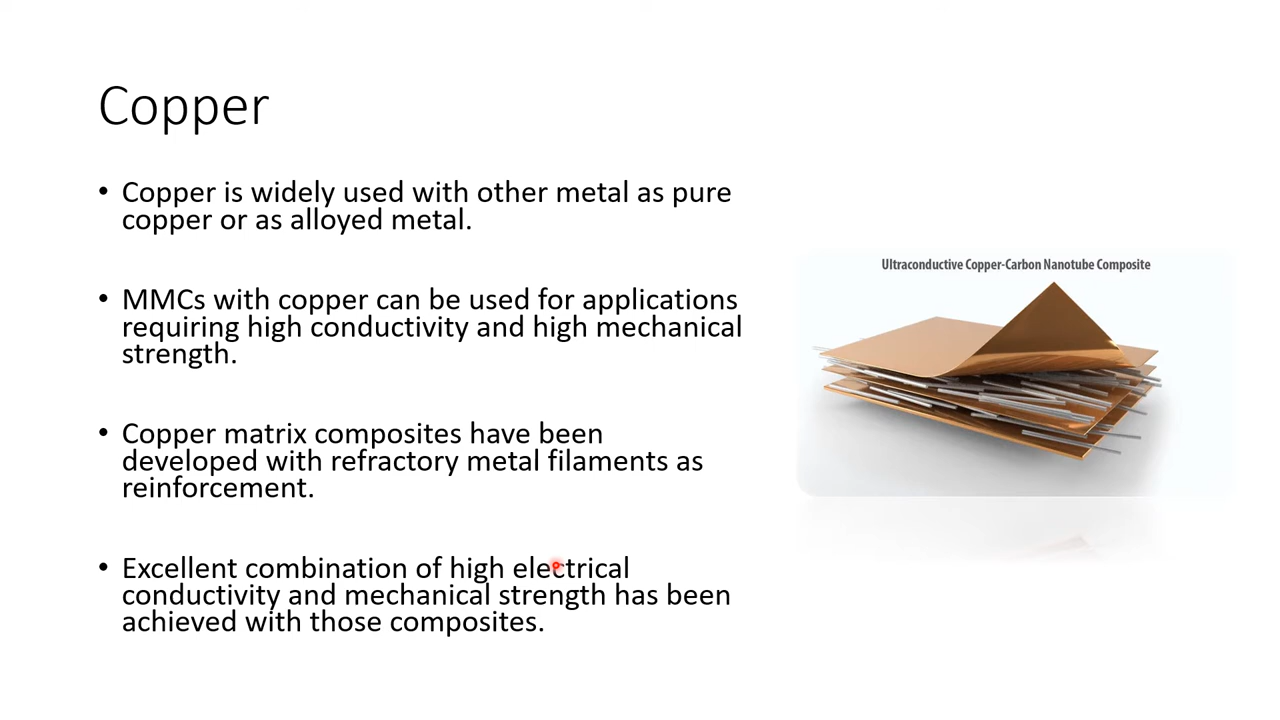 Copper
• Copper is widely used with other metal as pure
copper or as alloyed metal.
• MMCs with copper can be used for applications
requiring high conductivity and high mechanical
strength.
• Copper matrix composites have been
developed with refractory metal filaments as
reinforcement.
• Excellent combination of high electrical
conductivity and mechanical strength has been
achieved with those composites.
Ultraconductive Copper-Carbon Nanotube Composite